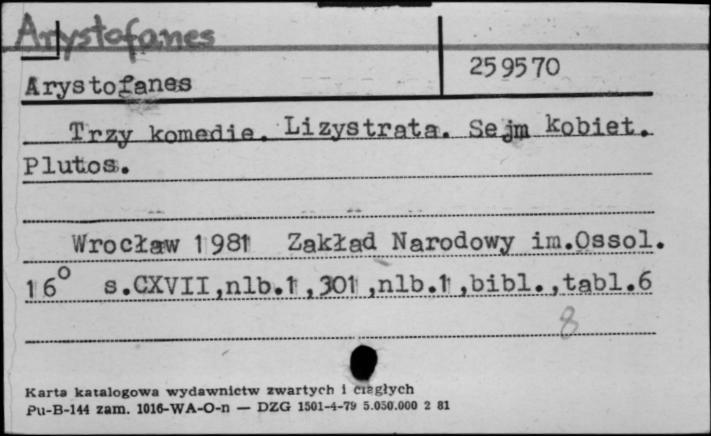 Arystofanes
259570
Arystofanes
Trzy komedie. Lizystrata. Sejm kobiet.
Plutos.
Wrocław 1981 Zakład Narodowy im.Ossol.
16° s.CXVII,nlb.1,301,nlb.1,bibl.,tabl.6
8
Karta katalogowa wydawnictw zwartych i ciągłych
Pu-B-144 zam. 1016-WA-O-n — DZG 1501-4-79 5.050.000 2 81